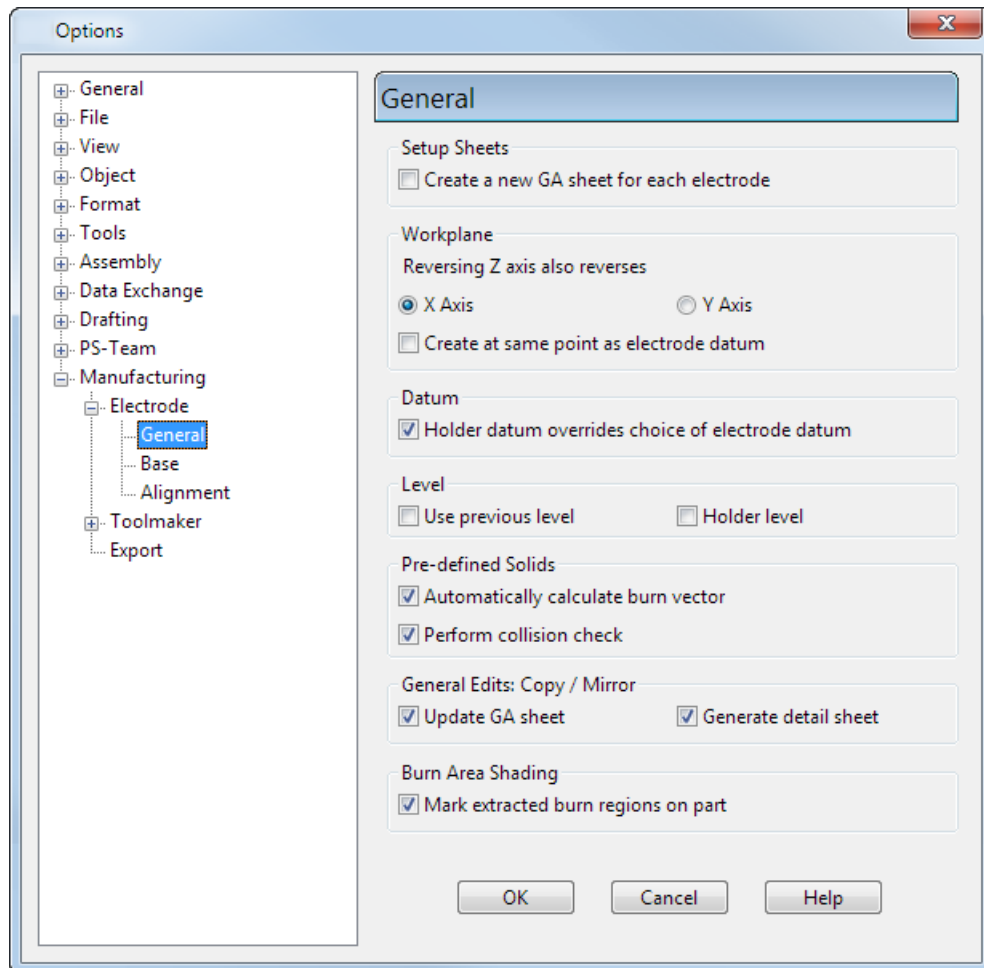 Options
General
File
View
Object
Format
Tools
Assembly
Data Exchange
Drafting
PS-Team
Manufacturing
Electrode
General
Base
Alignment
Toolmaker
Export
General
Setup Sheets
Create a new GA sheet for each electrode
Workplane
Reversing Z axis also reverses
X Axis Y Axis
Create at same point as electrode datum
Datum
Holder datum overrides choice of electrode datum
Level
Use previous level Holder level
Pre-defined Solids
Automatically calculate burn vector
Perform collision check
General Edits: Copy / Mirror
Update GA sheet Generate detail sheet
Burn Area Shading
Mark extracted burn regions on part
OK Cancel Help